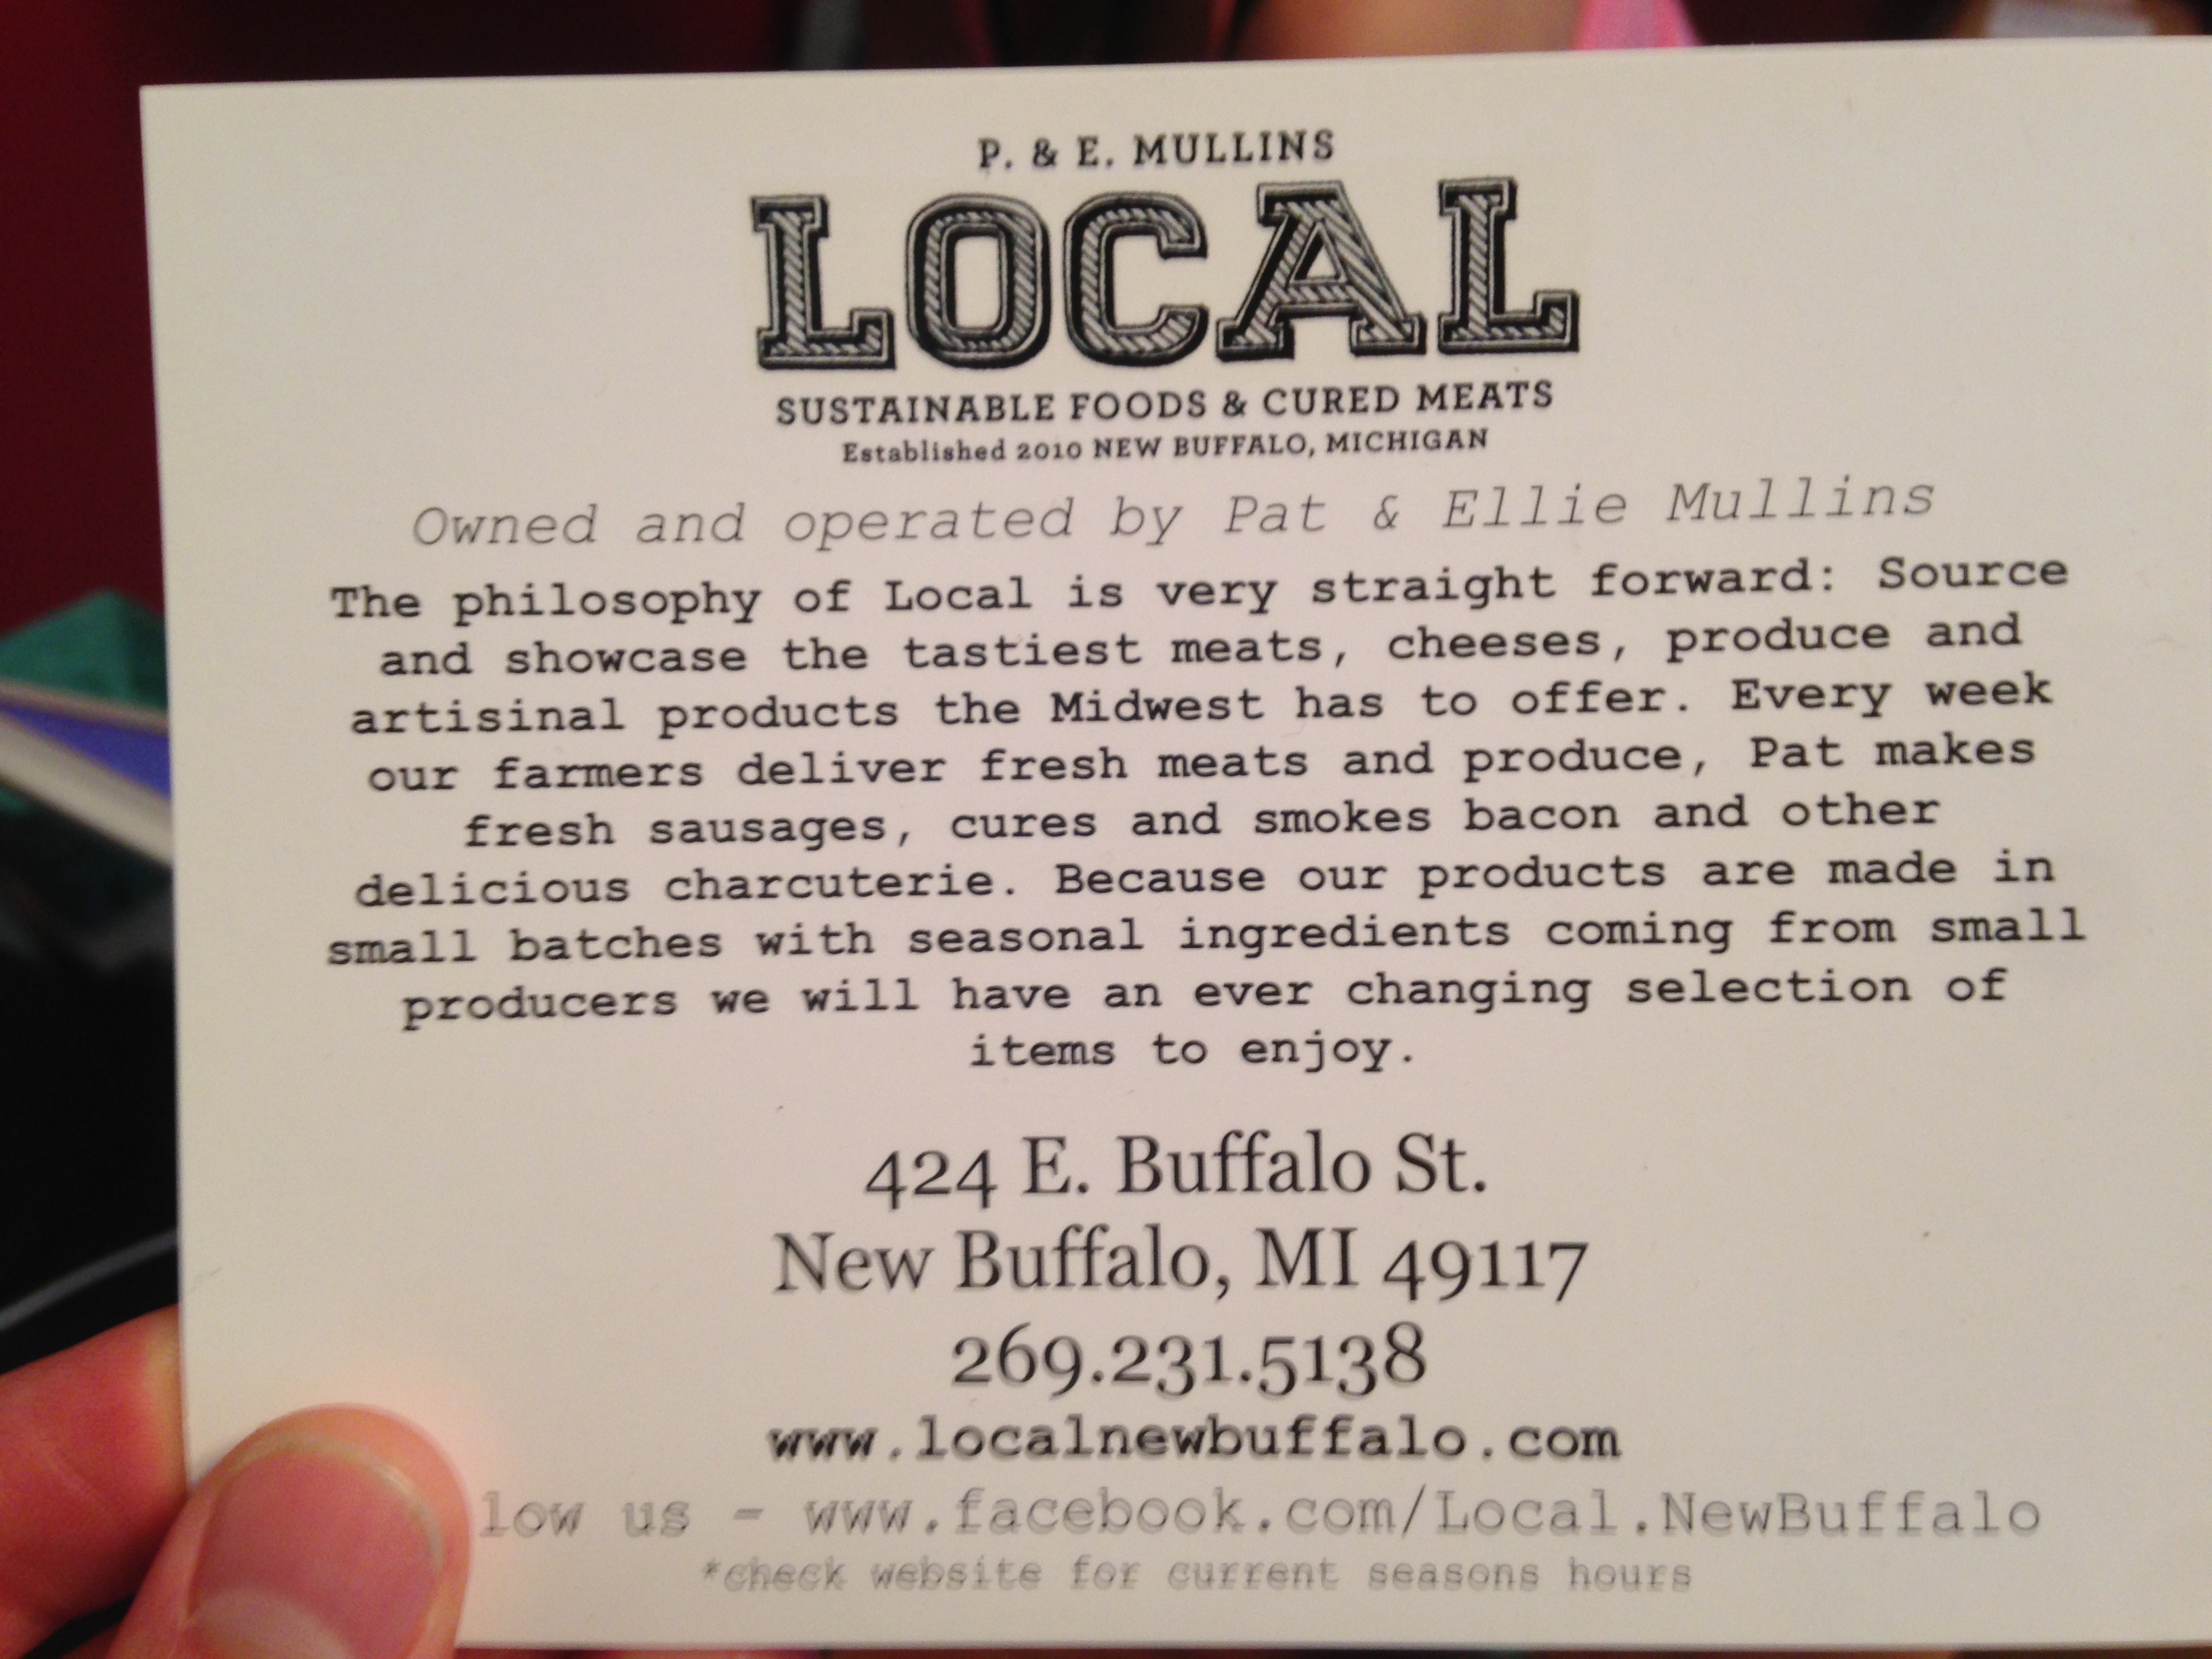 P. & E. MULLINS
LOCAL
SUSTAINABLE FOODS & CURED MEATS
Established 2010 NEW BUFFALO, MICHIGAN
Owned and operated by Pat & Ellie Mullins
The philosophy of Local is very straight forward: Source
and showcase the tastiest meats, cheeses, produce and
artisinal products the Midwest has to offer. Every week
our farmers deliver fresh meats and produce, Pat makes
fresh sausages, cures and smokes bacon and other
delicious charcuterie. Because our products are made in
small batches with seasonal ingredients coming from small
producers we will have an ever changing selection of
items to enjoy.
424 E. Buffalo St.
New Buffalo, MI 49117
269.231.5138
www.localnewbuffalo.com
low us - www.facebook.com/Local.NewBuffalo
*check website for current seasons hours